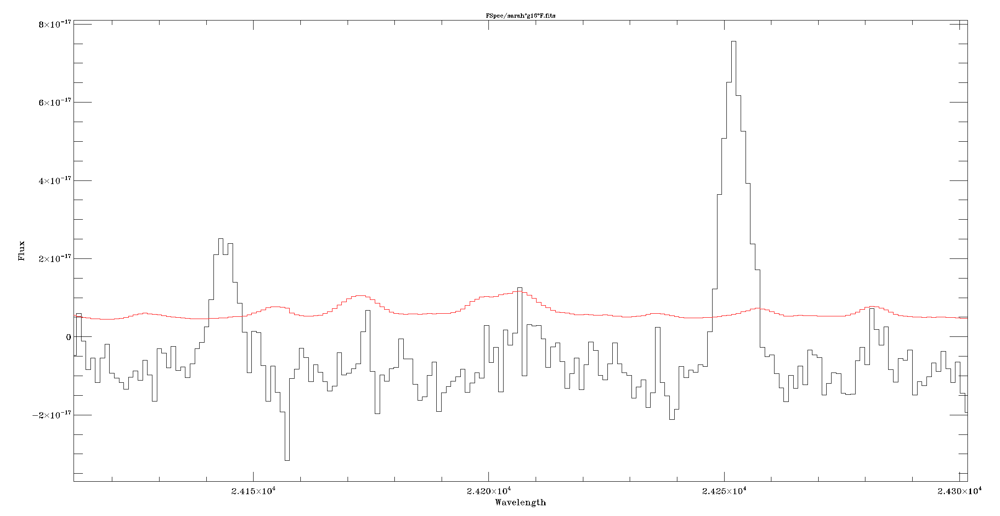 FSpec/sarah°g16°F.fits
8×10⁻¹⁷
6×10⁻¹⁷
4×10⁻¹⁷
2×10⁻¹⁷
0
−2×10⁻¹⁷
Flux
2.415×10⁴ 2.420×10⁴ 2.425×10⁴ 2.430×10⁴
Wavelength